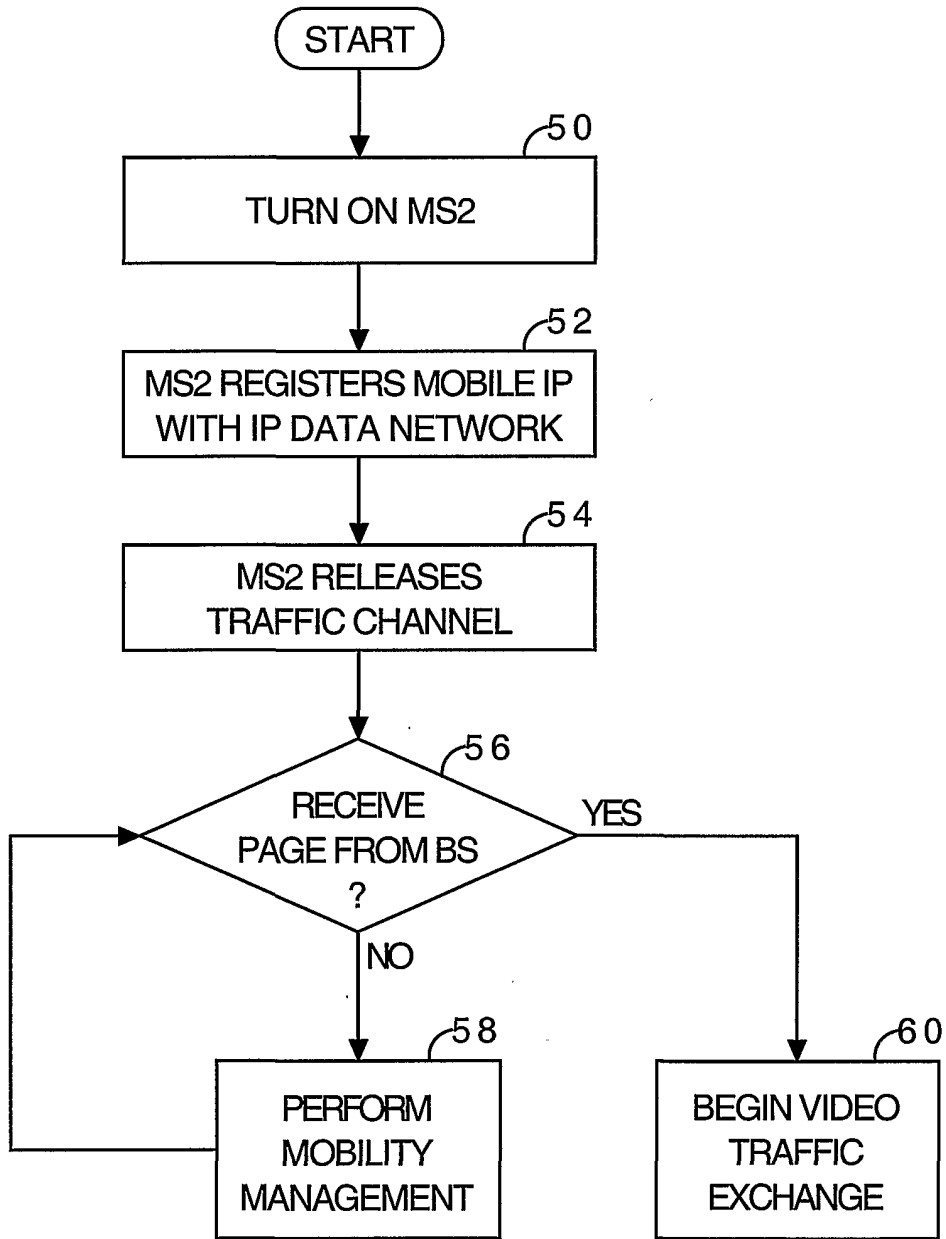 START
50
TURN ON MS2
52
MS2 REGISTERS MOBILE IP
WITH IP DATA NETWORK
54
MS2 RELEASES
TRAFFIC CHANNEL
56
RECEIVE
PAGE FROM BS
?
YES
NO
58
PERFORM
MOBILITY
MANAGEMENT
60
BEGIN VIDEO
TRAFFIC
EXCHANGE